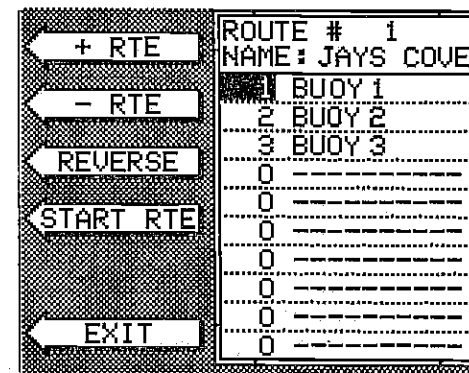 + RTE
- RTE
REVERSE
START RTE
EXIT
ROUTE # 1
NAME: JAYS COVE
1 BUOY 1
2 BUOY 2
3 BUOY 3
0 ----------
0 ----------
0 ----------
0 ----------
0 ----------
0 ----------
0 ----------